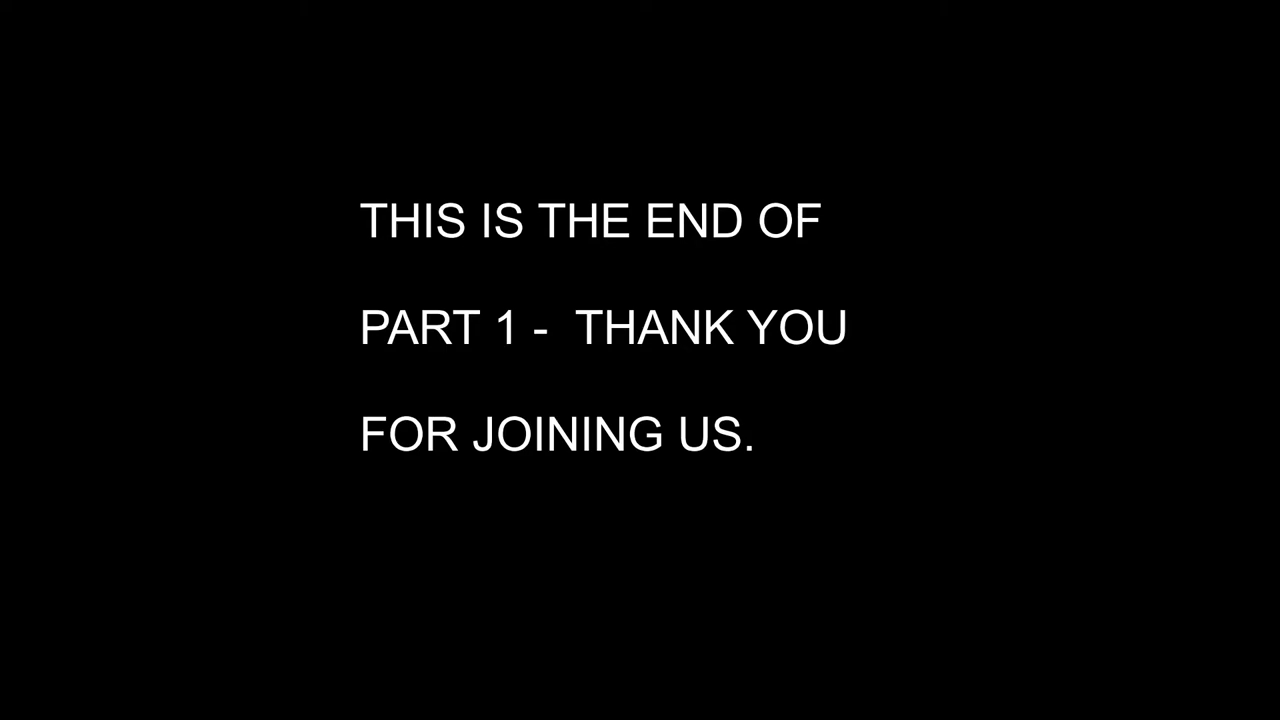 THIS IS THE END OF
PART 1 -  THANK YOU
FOR JOINING US.